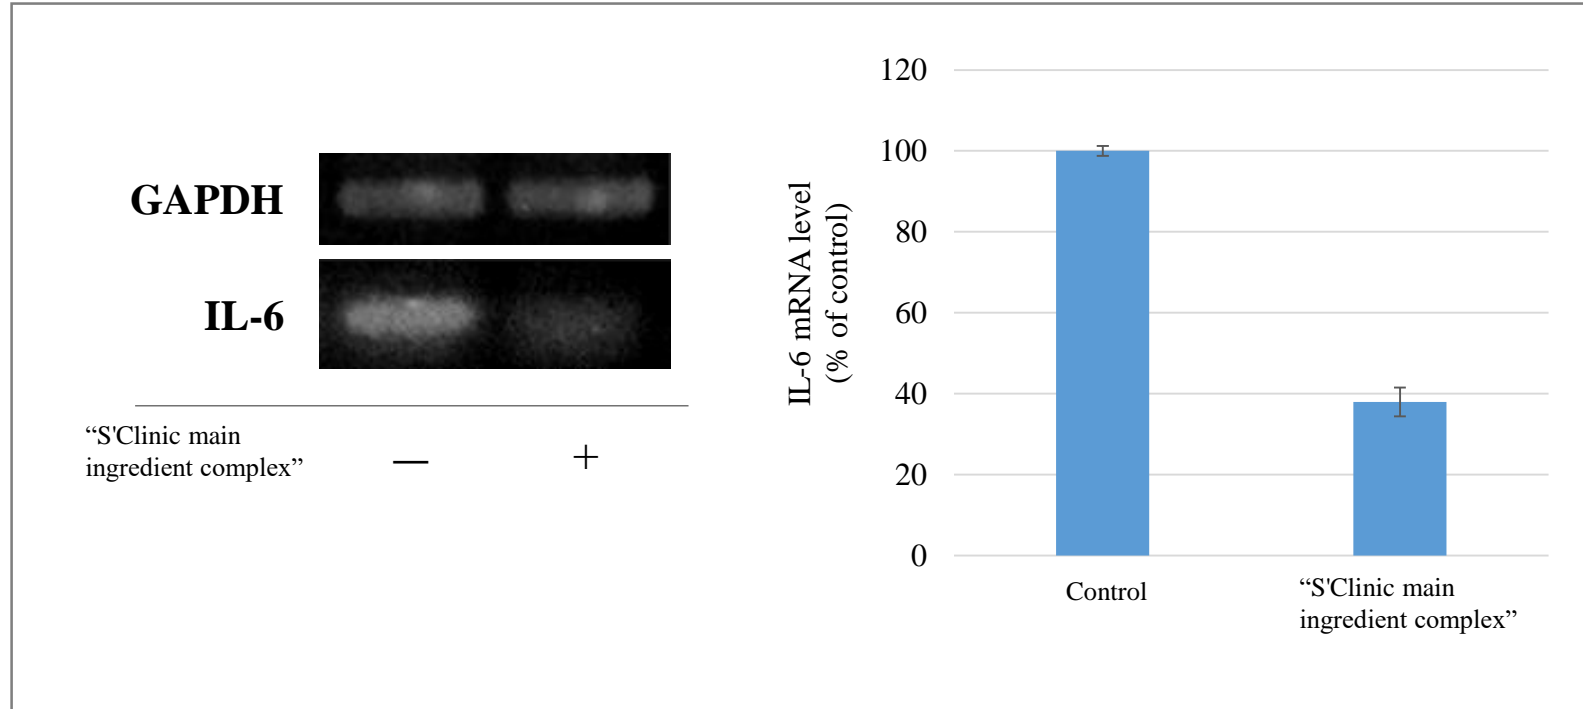 GAPDH
IL-6
“S'Clinic main
ingredient complex”
— +
IL-6 mRNA level
(% of control)
120
100
80
60
40
20
0
Control
“S'Clinic main
ingredient complex”